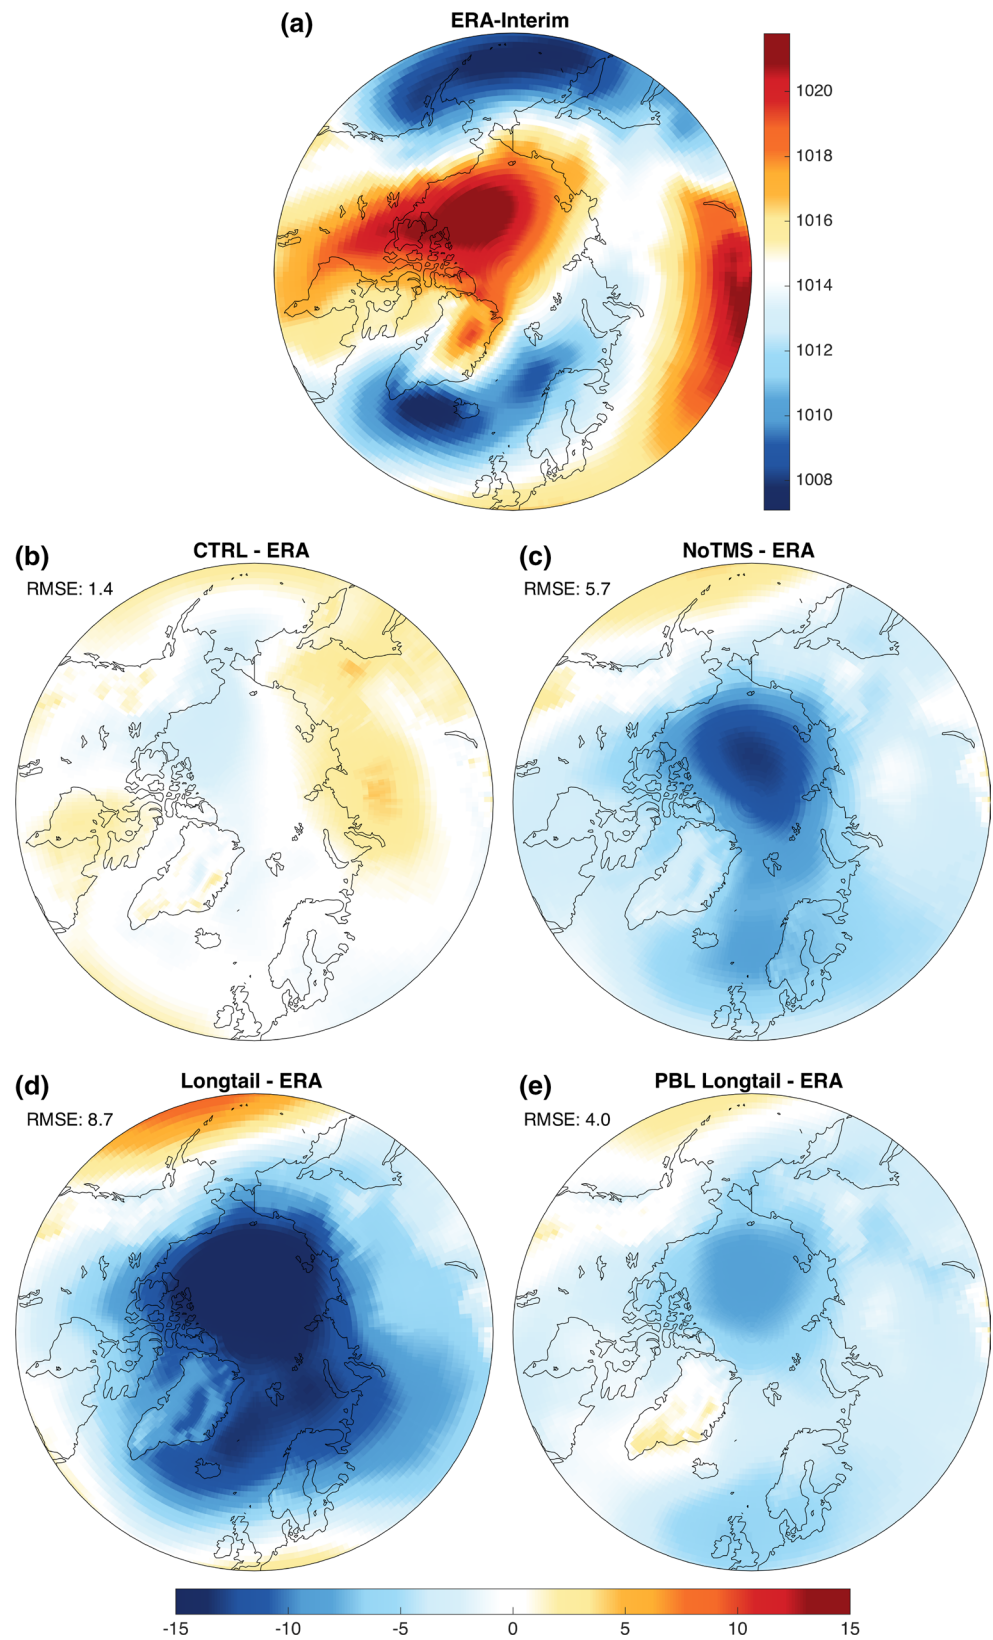 (a)
ERA-Interim
1020
1018
1016
1014
1012
1010
1008
(b)
CTRL - ERA
RMSE: 1.4
(c)
NoTMS - ERA
RMSE: 5.7
(d)
Longtail - ERA
RMSE: 8.7
(e)
PBL Longtail - ERA
RMSE: 4.0
-15 -10 -5 0 5 10 15